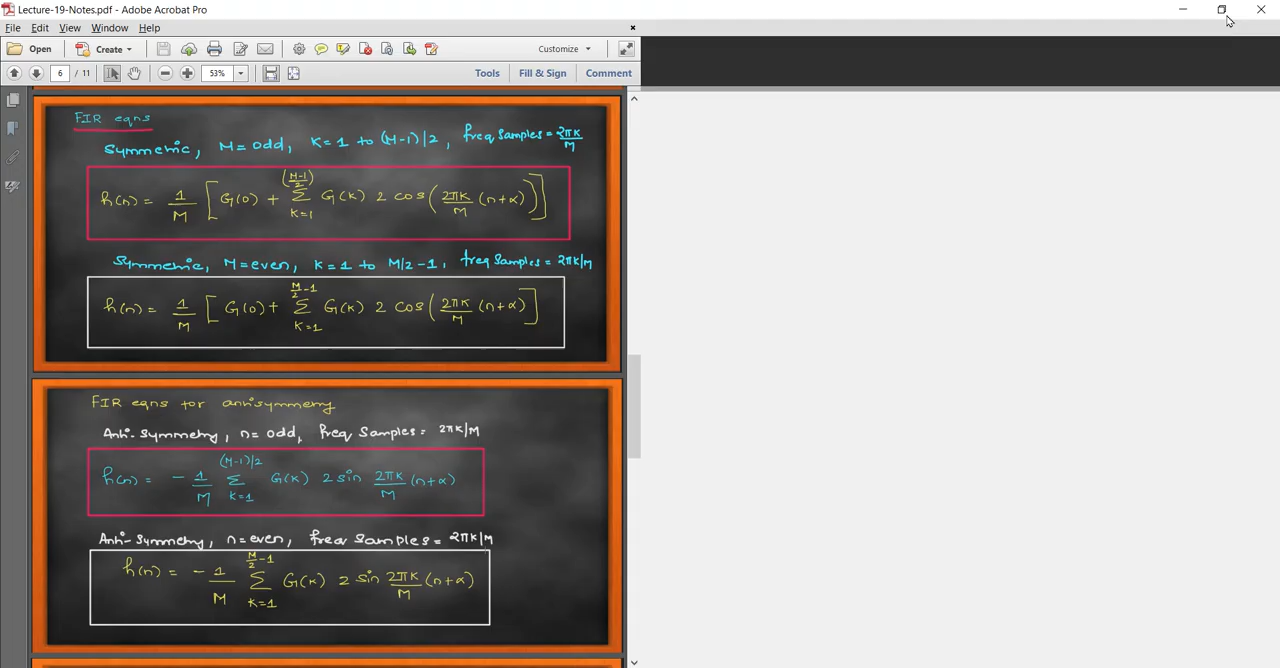 Lecture-19-Notes.pdf - Adobe Acrobat Pro
File Edit View Window Help
Open Create Customize
6 / 11 53% Tools Fill & Sign Comment
FIR eqns
Symmetric, M = odd, K = 1 to (M-1)/2, freq samples = 2πK/M
h(n) = 1/M [ G(0) + Σ_{K=1}^{(M-1)/2} G(K) 2 cos( 2πK/M (n+α) ) ]
Symmetric, M = even, K = 1 to M/2 - 1, freq samples = 2πK/M
h(n) = 1/M [ G(0) + Σ_{K=1}^{M/2 -1} G(K) 2 cos( 2πK/M (n+α) ]
FIR eqns for antisymmetry
Anti-Symmetry, n = odd, freq Samples = 2πK/M
h(n) = - 1/M Σ_{K=1}^{(M-1)/2} G(K) 2 sin 2πK/M (n+α)
Anti-Symmetry, n = even, freq samples = 2πK/M
h(n) = - 1/M Σ_{K=1}^{M/2 -1} G(K) 2 sin 2πK/M (n+α)